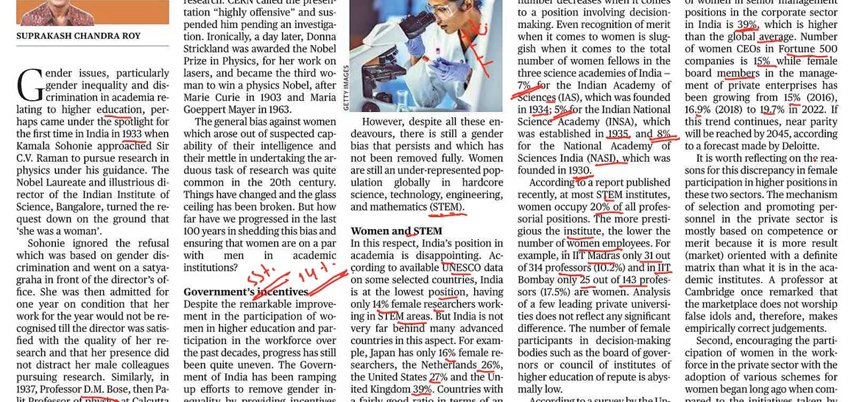 SUPRAKASH CHANDRA ROY
Gender issues, particularly
gender inequality and dis-
crimination in academia re-
lating to higher education, per-
haps came under the spotlight for
the first time in India in 1933 when
Kamala Sohonie approached Sir
C.V. Raman to pursue research in
physics under his guidance. The
Nobel Laureate and illustrious di-
rector of the Indian Institute of
Science, Bangalore, turned the re-
quest down on the ground that
‘she was a woman’.
Sohonie ignored the refusal
which was based on gender dis-
crimination and went on a satya-
graha in front of the director’s of-
fice. She was then admitted for
one year on condition that her
work for the year would not be re-
cognised till the director was satis-
fied with the quality of her re-
search and that her presence did
not distract her male colleagues
pursuing research. Similarly, in
1937, Professor D.M. Bose, then Pa-
lit Professor of physics at Calcutta
research. CERN called the presen-
tation “highly offensive” and sus-
pended him pending an investiga-
tion. Ironically, a day later, Donna
Strickland was awarded the Nobel
Prize in Physics, for her work on
lasers, and became the third wo-
man to win a physics Nobel, after
Marie Curie in 1903 and Maria
Goeppert Mayer in 1963.
The general bias against women
which arose out of suspected cap-
ability of their intelligence and
their mettle in undertaking the ar-
duous task of research was quite
common in the 20th century.
Things have changed and the glass
ceiling has been broken. But how
far have we progressed in the last
100 years in shedding this bias and
ensuring that women are on a par
with men in academic
institutions?
Government’s incentives
Despite the remarkable improve-
ment in the participation of wo-
men in higher education and par-
ticipation in the workforce over
the past decades, progress has still
been quite uneven. The Govern-
ment of India has been ramping
up efforts to remove gender in-
equality by providing incentives
14%
GETTY IMAGES
However, despite all these en-
deavours, there is still a gender
bias that persists and which has
not been removed fully. Women
are still an under-represented pop-
ulation globally in hardcore
science, technology, engineering,
and mathematics (STEM).
Women and STEM
In this respect, India’s position in
academia is disappointing. Ac-
cording to available UNESCO data
on some selected countries, India
is at the lowest position, having
only 14% female researchers work-
ing in STEM areas. But India is not
very far behind many advanced
countries in this aspect. For exam-
ple, Japan has only 16% female re-
searchers, the Netherlands 26%,
the United States 27% and the Un-
ited Kingdom 39%. Countries with
a fairly good ratio in terms of an
number decreases when it comes
to a position involving decision-
making. Even recognition of merit
when it comes to women is slug-
gish when it comes to the total
number of women fellows in the
three science academies of India –
7% for the Indian Academy of
Sciences (IAS), which was founded
in 1934; 5% for the Indian National
Science Academy (INSA), which
was established in 1935, and 8%
for the National Academy of
Sciences India (NASI), which was
founded in 1930.
According to a report published
recently, at most STEM institutes,
women occupy 20% of all profes-
sorial positions. The more presti-
gious the institute, the lower the
number of women employees. For
example, in IIT Madras only 31 out
of 314 professors (10.2%) and in IIT
Bombay only 25 out of 143 profes-
sors (17.5%) are women. Analysis
of a few leading private universi-
ties does not reflect any significant
difference. The number of female
participants in decision-making
bodies such as the board of gover-
nors or council of institutes of
higher education of repute is abys-
mally low.
According to a survey by the Un-
of women in senior management
positions in the corporate sector
in India is 39%, which is higher
than the global average. Number
of women CEOs in Fortune 500
companies is 15% while female
board members in the manage-
ment of private enterprises has
been growing from 15% (2016),
16.9% (2018) to 19.7% in 2022. If
this trend continues, near parity
will be reached by 2045, according
to a forecast made by Deloitte.
It is worth reflecting on the rea-
sons for this discrepancy in female
participation in higher positions in
these two sectors. The mechanism
of selection and promoting per-
sonnel in the private sector is
mostly based on competence or
merit because it is more result
(market) oriented with a definite
matrix than what it is in the aca-
demic institutes. A professor at
Cambridge once remarked that
the marketplace does not worship
false idols and, therefore, makes
empirically correct judgements.
Second, encouraging the parti-
cipation of women in the work-
force in the private sector with the
adoption of various schemes for
women began long ago when com-
pared to the initiatives taken by